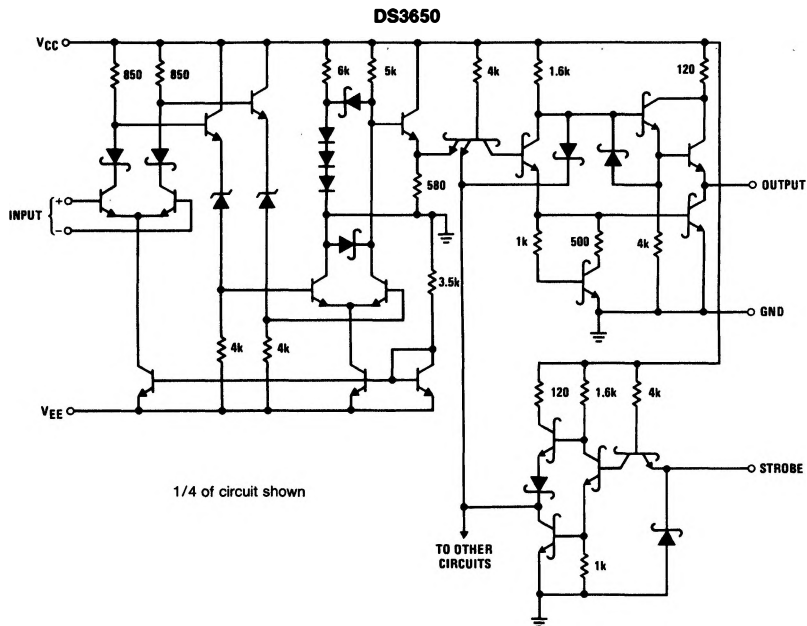 DS3650
VCC
850
850
6k
5k
4k
1.6k
120
INPUT
+
–
580
1k
500
4k
OUTPUT
3.5k
GND
4k
4k
VEE
120
1.6k
4k
STROBE
1/4 of circuit shown
TO OTHER
CIRCUITS
1k